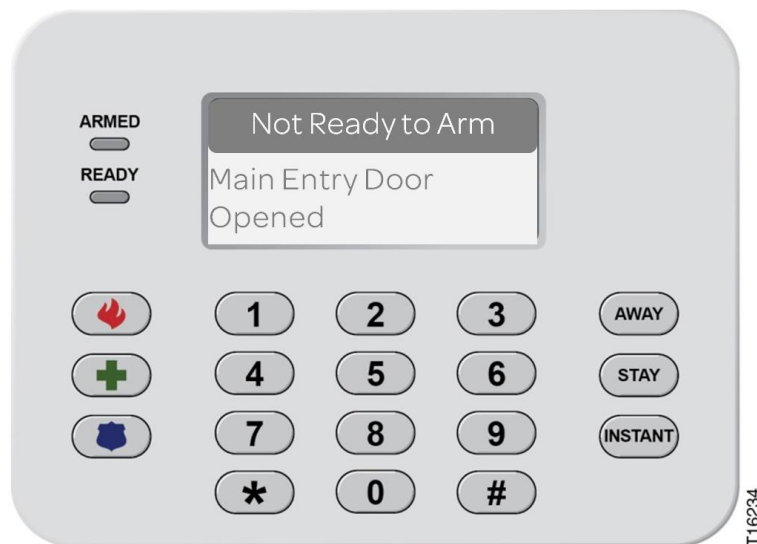 ARMED
READY
Not Ready to Arm
Main Entry Door
Opened
1 2 3 AWAY
4 5 6 STAY
7 8 9 INSTANT
* 0 #
T16234